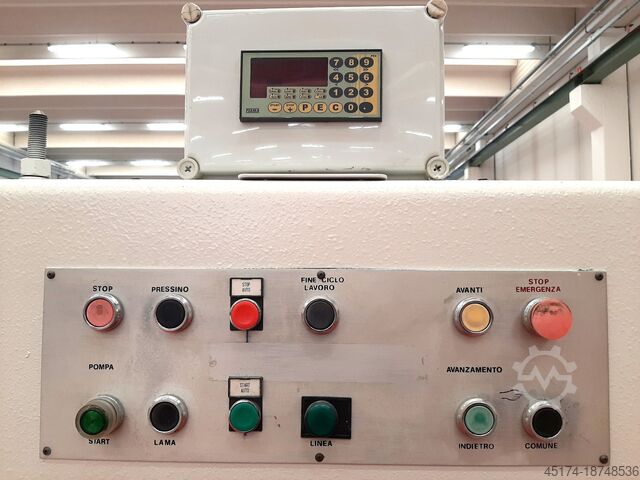 7 8 9
4 5 6
1 2 3
P E C 0
FIAMA
STOP
PRESSINO
STOP
AUTO
FINE CICLO
LAVORO
AVANTI
STOP
EMERGENZA
POMPA
AVANZAMENTO
START
AUTO
START
LAMA
LINEA
INDIETRO
COMUNE
45174-18748536